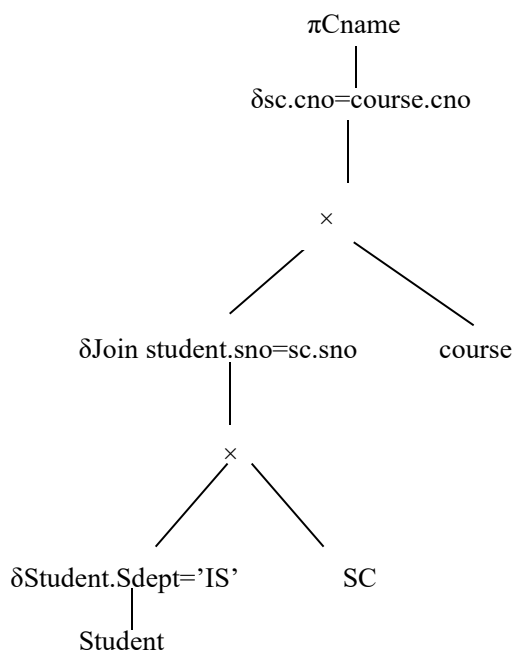 πCname
δsc.cno=course.cno
×
δJoin student.sno=sc.sno course
×
δStudent.Sdept=’IS’ SC
Student